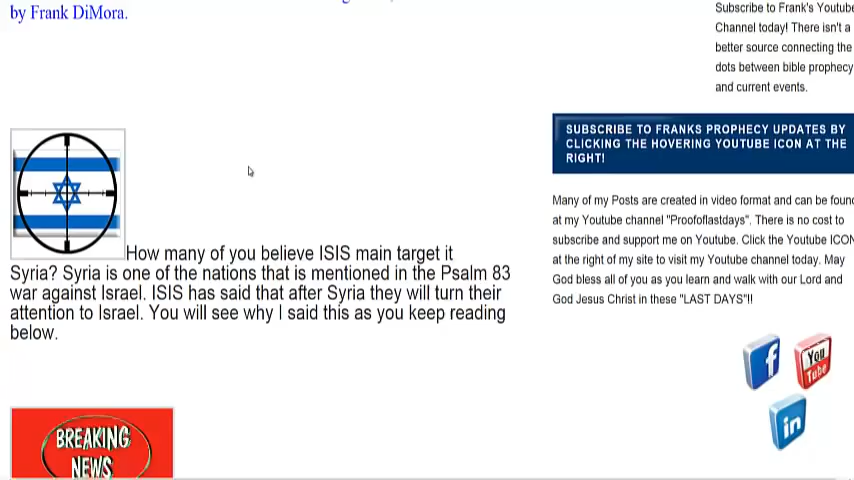 by Frank DiMora.
How many of you believe ISIS main target it
Syria? Syria is one of the nations that is mentioned in the Psalm 83
war against Israel. ISIS has said that after Syria they will turn their
attention to Israel. You will see why I said this as you keep reading
below.
BREAKING
NEWS
Subscribe to Frank's Youtube
Channel today! There isn't a
better source connecting the
dots between bible prophecy
and current events.
SUBSCRIBE TO FRANKS PROPHECY UPDATES BY
CLICKING THE HOVERING YOUTUBE ICON AT THE
RIGHT!
Many of my Posts are created in video format and can be found
at my Youtube channel "Proofoflastdays". There is no cost to
subscribe and support me on Youtube. Click the Youtube ICON
at the right of my site to visit my Youtube channel today. May
God bless all of you as you learn and walk with our Lord and
God Jesus Christ in these "LAST DAYS"!!
f
You
Tube
in